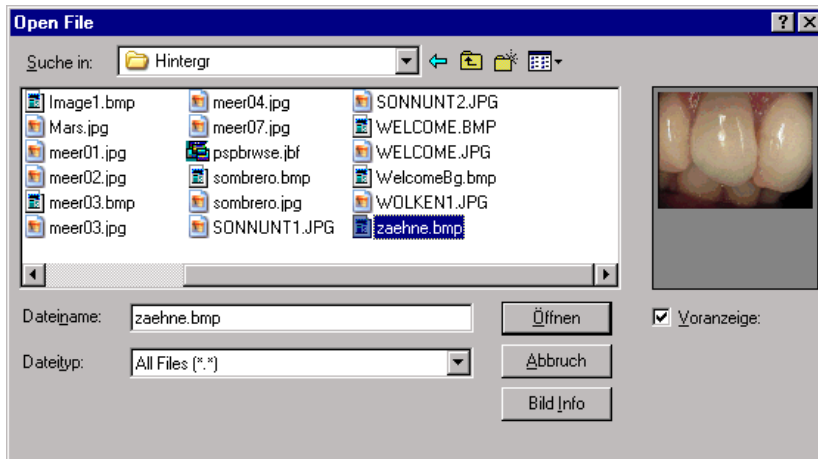 Open File
Suche in: Hintergr
Image1.bmp meer04.jpg SONNUNT2.JPG
Mars.jpg meer07.jpg WELCOME.BMP
meer01.jpg pspbrwse.jbf WELCOME.JPG
meer02.jpg sombrero.bmp WelcomeBg.bmp
meer03.bmp sombrero.jpg WOLKEN1.JPG
meer03.jpg SONNUNT1.JPG zaehne.bmp
Dateiname: zaehne.bmp Öffnen Voranzeige:
Dateityp: All Files (*.*) Abbruch
Bild Info